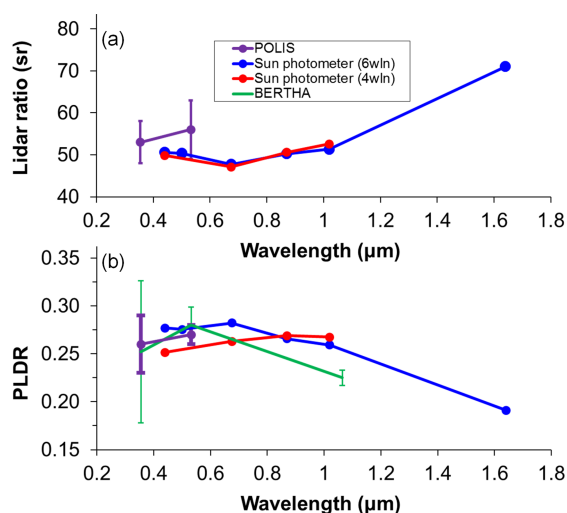 (a)
POLIS
Sun photometer (6wln)
Sun photometer (4wln)
BERTHA
Lidar ratio (sr)
80
70
60
50
40
0.2 0.4 0.6 0.8 1 1.2 1.4 1.6 1.8
Wavelength (µm)
(b)
PLDR
0.35
0.30
0.25
0.20
0.15
0.2 0.4 0.6 0.8 1 1.2 1.4 1.6 1.8
Wavelength (µm)